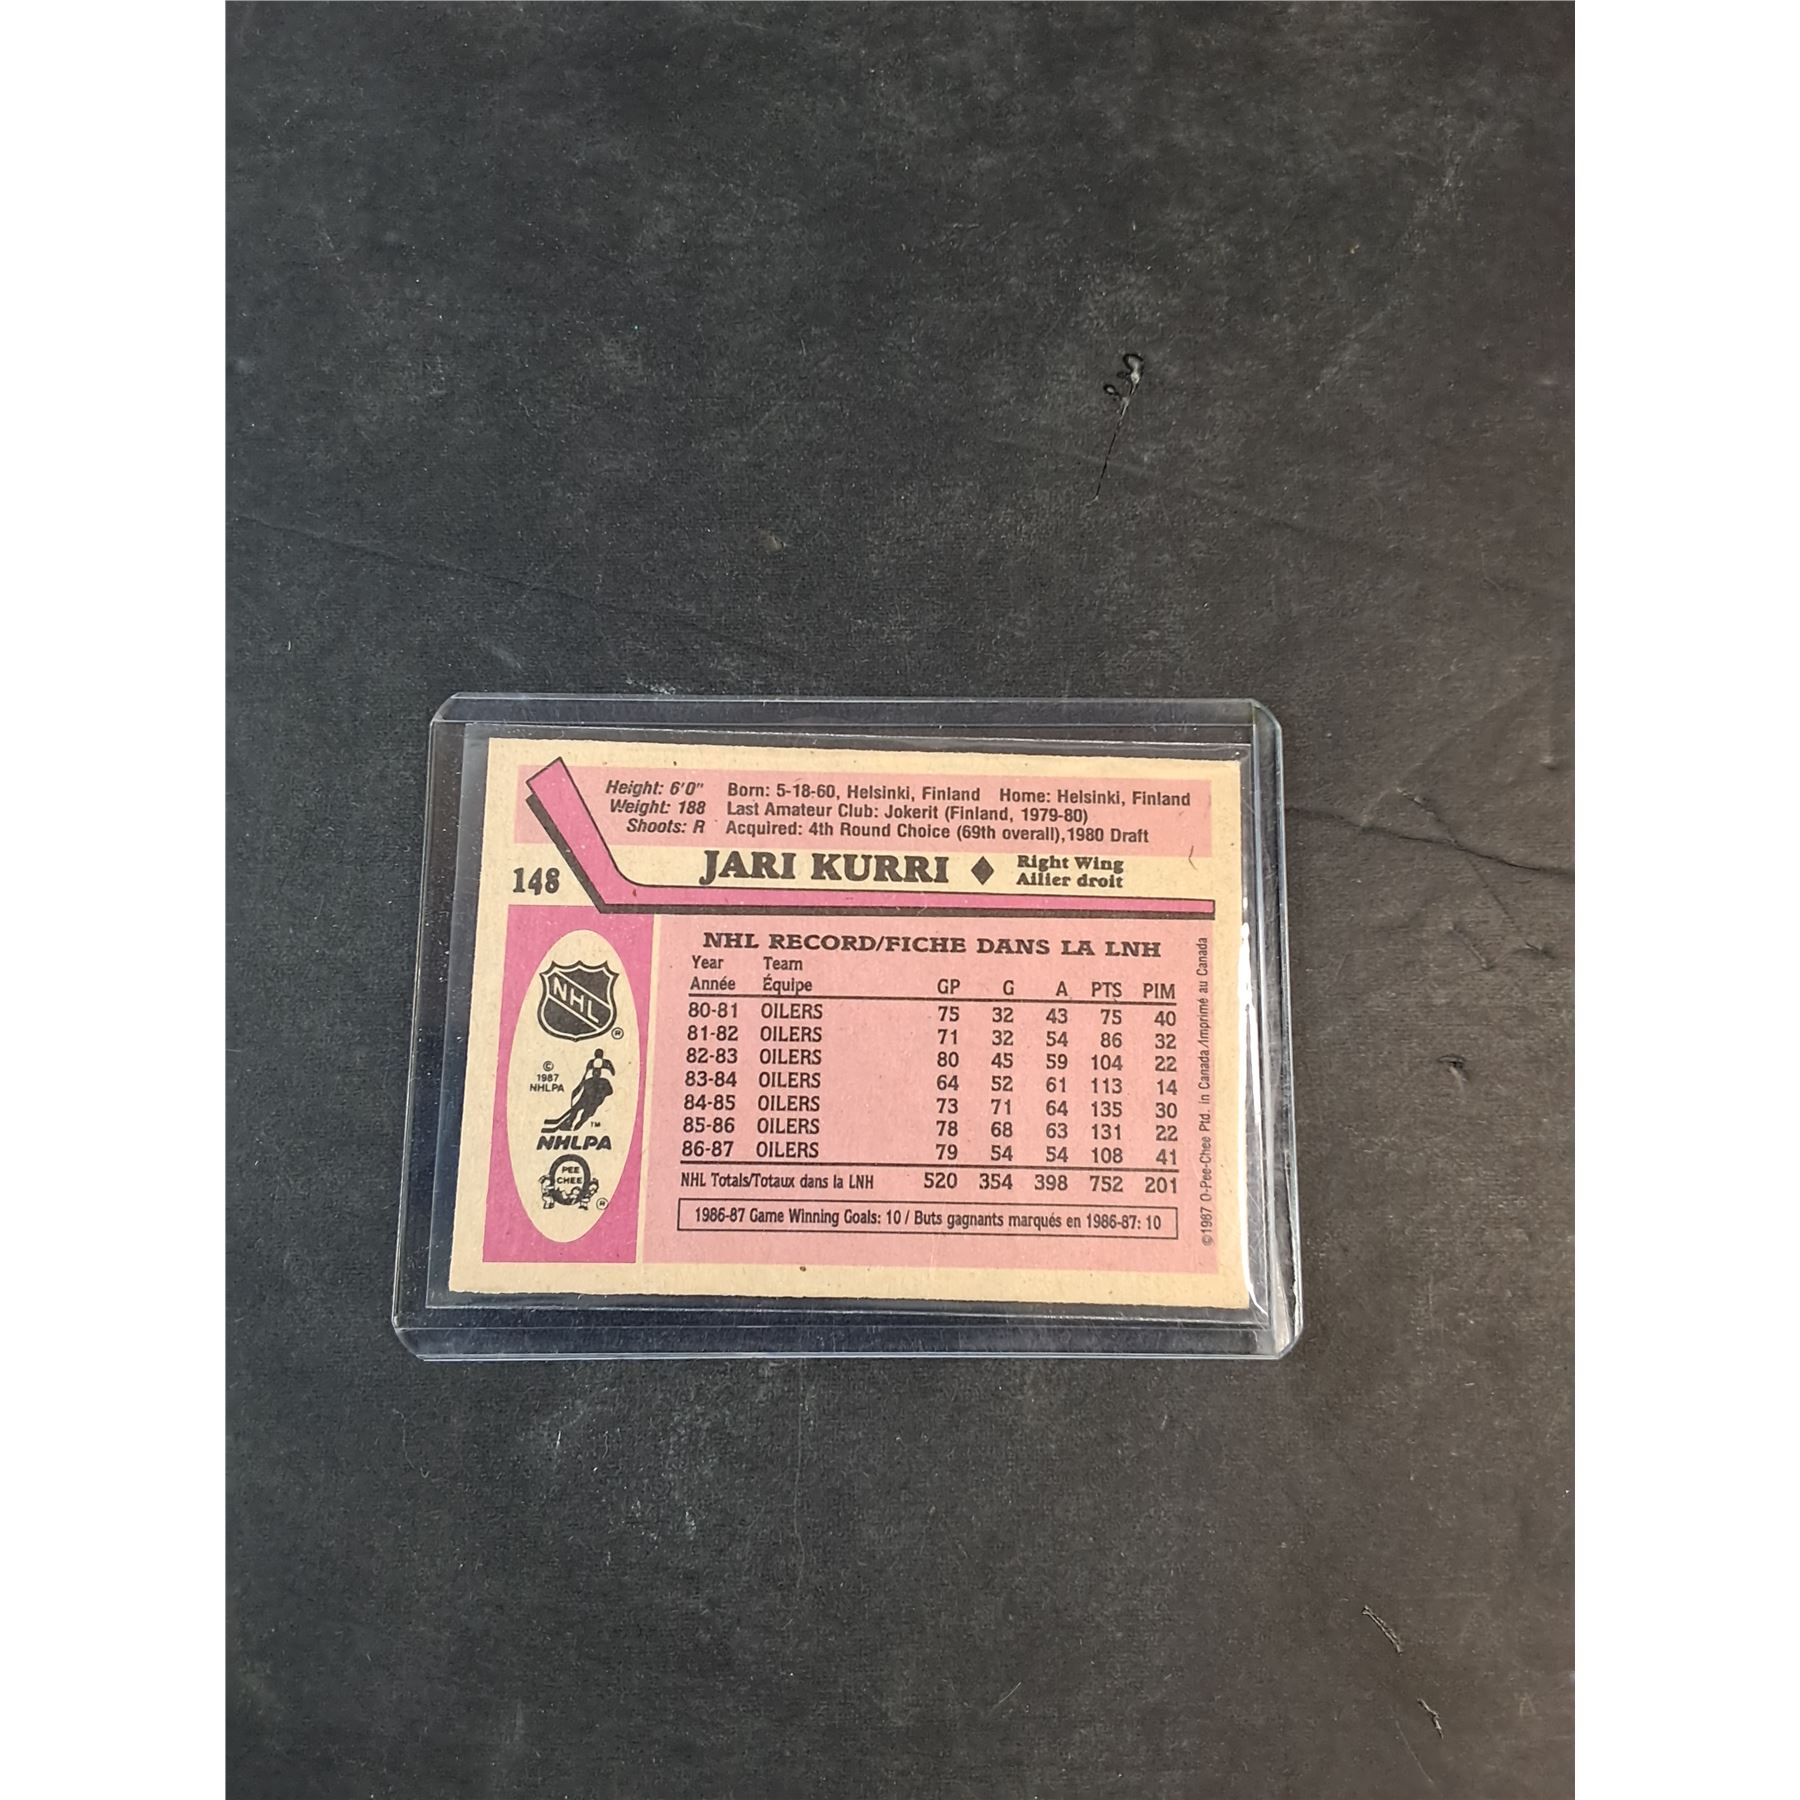 Height: 6'0" Born: 5-18-60, Helsinki, Finland Home: Helsinki, Finland
Weight: 188 Last Amateur Club: Jokerit (Finland, 1979-80)
Shoots: R Acquired: 4th Round Choice (69th overall), 1980 Draft
148 JARI KURRI ♦ Right Wing
Ailier droit
NHL
®
© 1987 NHLPA
TM
NHLPA
O PEE CHEE
®
NHL RECORD/FICHE DANS LA LNH
Year Team
Année Équipe GP G A PTS PIM
80-81 OILERS 75 32 43 75 40
81-82 OILERS 71 32 54 86 32
82-83 OILERS 80 45 59 104 22
83-84 OILERS 64 52 61 113 14
84-85 OILERS 73 71 64 135 30
85-86 OILERS 78 68 63 131 22
86-87 OILERS 79 54 54 108 41
NHL Totals/Totaux dans la LNH 520 354 398 752 201
1986-87 Game Winning Goals: 10 / Buts gagnants marqués en 1986-87: 10
©1987 O-Pee-Chee Ptd. in Canada/Imprimé au Canada